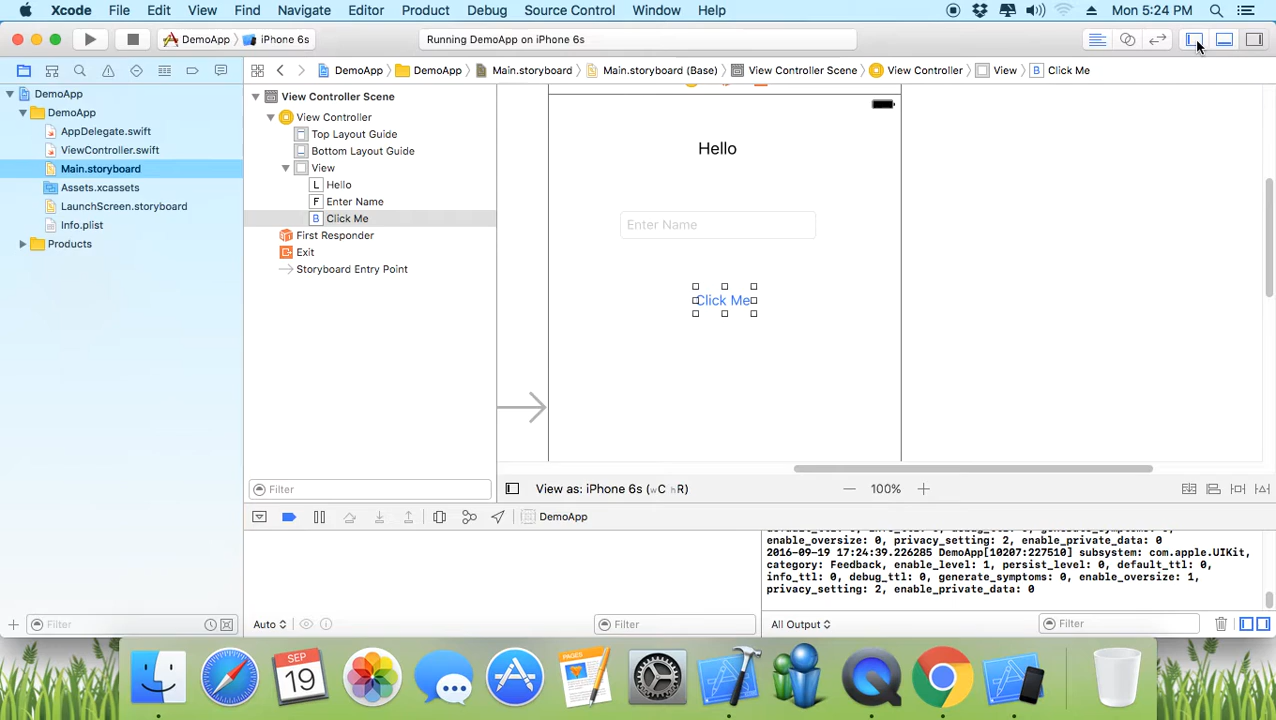 Xcode File Edit View Find Navigate Editor Product Debug Source Control Window Help Mon 5:24 PM
DemoApp iPhone 6s Running DemoApp on iPhone 6s
DemoApp DemoApp Main.storyboard Main.storyboard (Base) View Controller Scene View Controller View Click Me
DemoApp
DemoApp
AppDelegate.swift
ViewController.swift
Main.storyboard
Assets.xcassets
LaunchScreen.storyboard
Info.plist
Products
View Controller Scene
View Controller
Top Layout Guide
Bottom Layout Guide
View
L Hello
F Enter Name
B Click Me
First Responder
Exit
Storyboard Entry Point
Hello
Enter Name
Click Me
Filter
View as: iPhone 6s (wC hR) 100%
DemoApp
enable_oversize: 0, privacy_setting: 2, enable_private_data: 0
2016-09-19 17:24:39.226285 DemoApp[10207:227510] subsystem: com.apple.UIKit,
category: Feedback, enable_level: 1, persist_level: 0, default_ttl: 0,
info_ttl: 0, debug_ttl: 0, generate_symptoms: 0, enable_oversize: 1,
privacy_setting: 2, enable_private_data: 0
Filter
Auto
Filter
All Output
Filter
SEP
19
PAGES